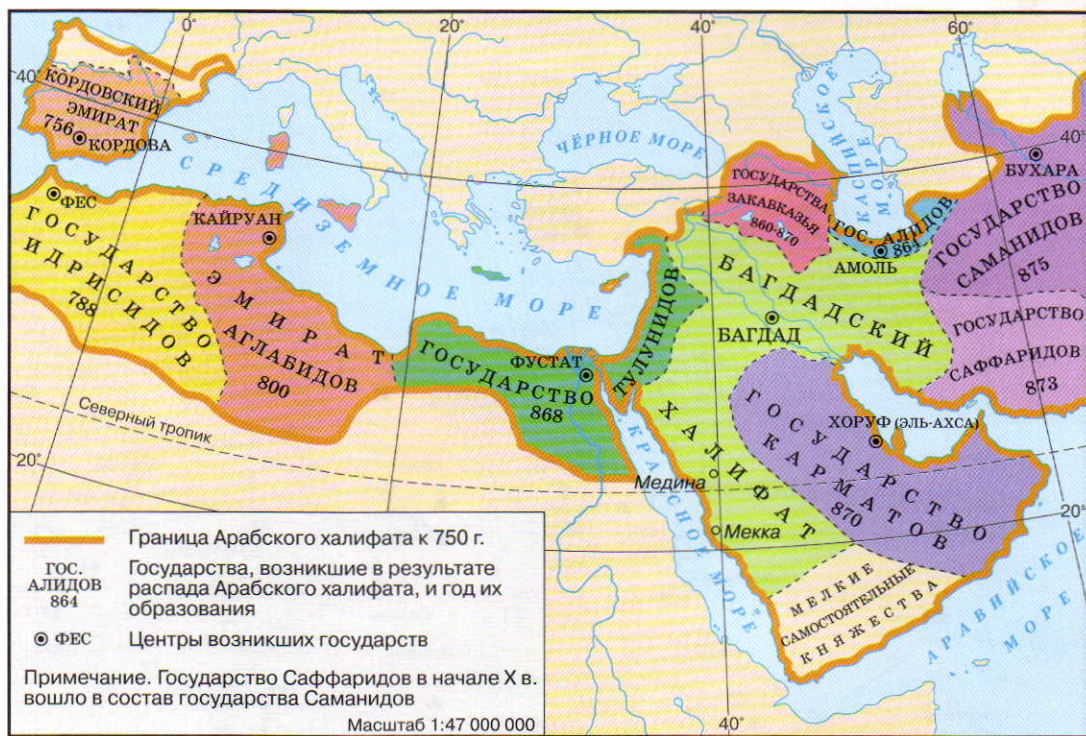 0°
20°
40°
60°
40°
40°
20°
20°
40°
КОРДОВСКИЙ
ЭМИРАТ
756
КОРДОВА
СРЕДИЗЕМНОЕ МОРЕ
ЧЁРНОЕ МОРЕ
КАСПИЙСКОЕ
МОРЕ
ФЕС
ГОСУДАРСТВО
ИДРИСИДОВ
788
КАЙРУАН
ЭМИРАТ
АГЛАБИДОВ
800
ГОСУДАРСТВО
ТУЛУНИДОВ
868
ФУСТАТ
ГОСУДАРСТВА
ЗАКАВКАЗЬЯ
860-870
ГОС. АЛИДОВ
864
АМОЛЬ
БУХАРА
ГОСУДАРСТВО
САМАНИДОВ
875
ГОСУДАРСТВО
САФФАРИДОВ
873
БАГДАДСКИЙ
ХАЛИФАТ
БАГДАД
ХОРУФ (ЭЛЬ-АХСА)
ГОСУДАРСТВО
КАРМАТОВ
870
Северный тропик
Медина
Мекка
КРАСНОЕ МОРЕ
МЕЛКИЕ
САМОСТОЯТЕЛЬНЫЕ
КНЯЖЕСТВА
АРАВИЙСКОЕ
МОРЕ
Граница Арабского халифата к 750 г.
ГОС.
АЛИДОВ
864
Государства, возникшие в результате
распада Арабского халифата, и год их
образования
ФЕС
Центры возникших государств
Примечание. Государство Саффаридов в начале X в.
вошло в состав государства Саманидов
Масштаб 1:47 000 000